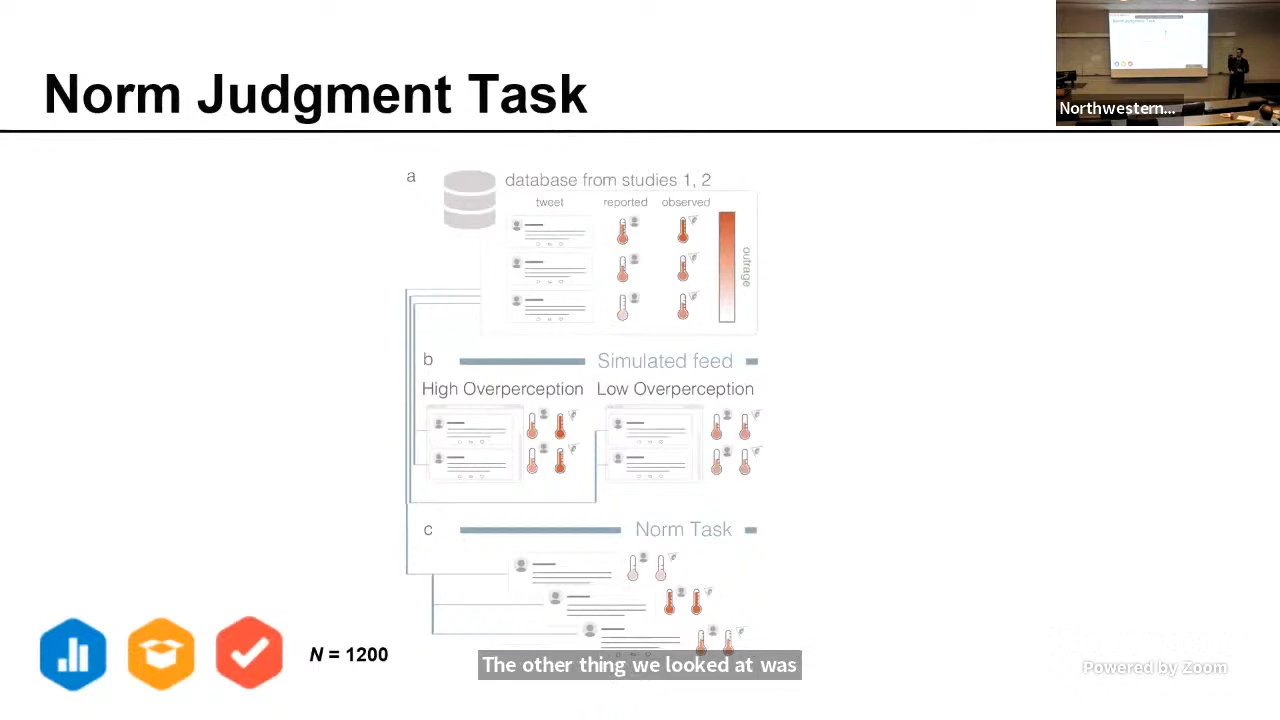 Norm Judgment Task
Northwestern...
a
database from studies 1, 2
tweet reported observed
outrage
b
Simulated feed
High Overperception Low Overperception
c
Norm Task
N = 1200
The other thing we looked at was
Powered by Zoom